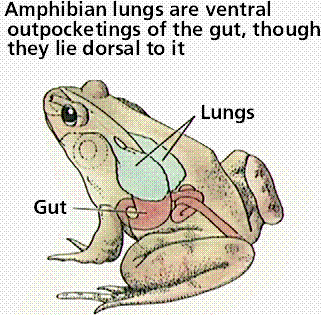 Amphibian lungs are ventral
outpocketings of the gut, though
they lie dorsal to it
Lungs
Gut